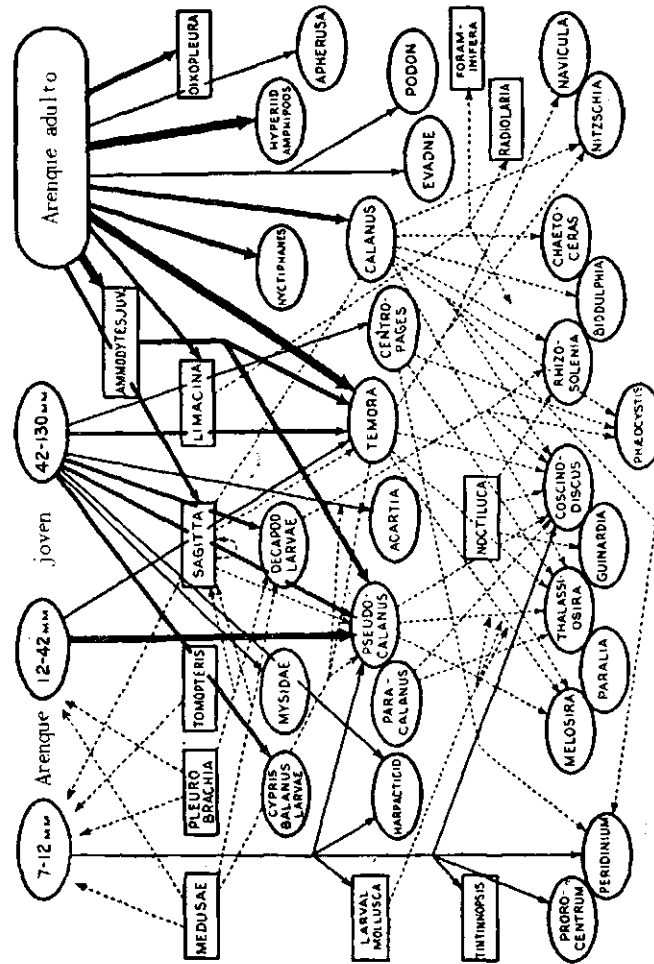 Arenque adulto
42-130 MM
joven
12-42 MM
Arenque
7-12 MM
OIKOPLEURA
APHERUSA
HYPERIID
AMPHIPODS
PODON
EVADNE
NYCTIPHANES
CALANUS
AMMODYTES JUV.
LIMACINA
CENTRO-
PAGES
TEMORA
SAGITTA
DECAPOD
LARVAE
ACARTIA
PSEUDO-
CALANUS
TOMOPTERIS
MYSIDAE
PARA-
CALANUS
PLEURO
BRACHIA
CYPRIS
BALANUS
LARVAE
HARPACTICID
MEDUSAE
LARVAL
MOLLUSCA
TINTINNOPSIS
FORAM-
INIFERA
RADIOLARIA
NAVICULA
NITZSCHIA
CHAETO-
CERAS
BIDDULPHIA
RHIZO-
SOLENIA
PHÆOCYSTIS
NOCTILUCA
COSCINO-
DISCUS
GUINARDIA
THALASSI-
OSIRA
PARALIA
MELOSIRA
PERIDINIUM
PRORO-
CENTRUM